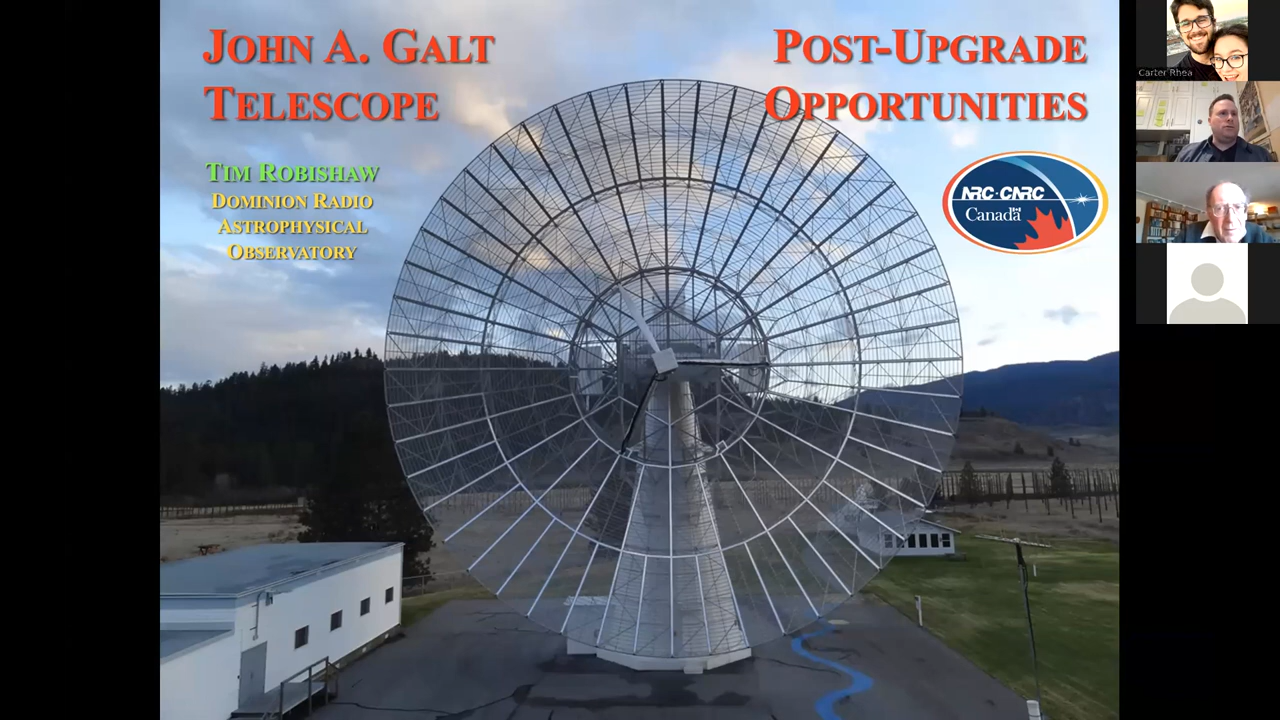 JOHN A. GALT
TELESCOPE
POST-UPGRADE
OPPORTUNITIES
TIM ROBISHAW
DOMINION RADIO
ASTROPHYSICAL
OBSERVATORY
NRC·CNRC
Canada
Carter Rhea